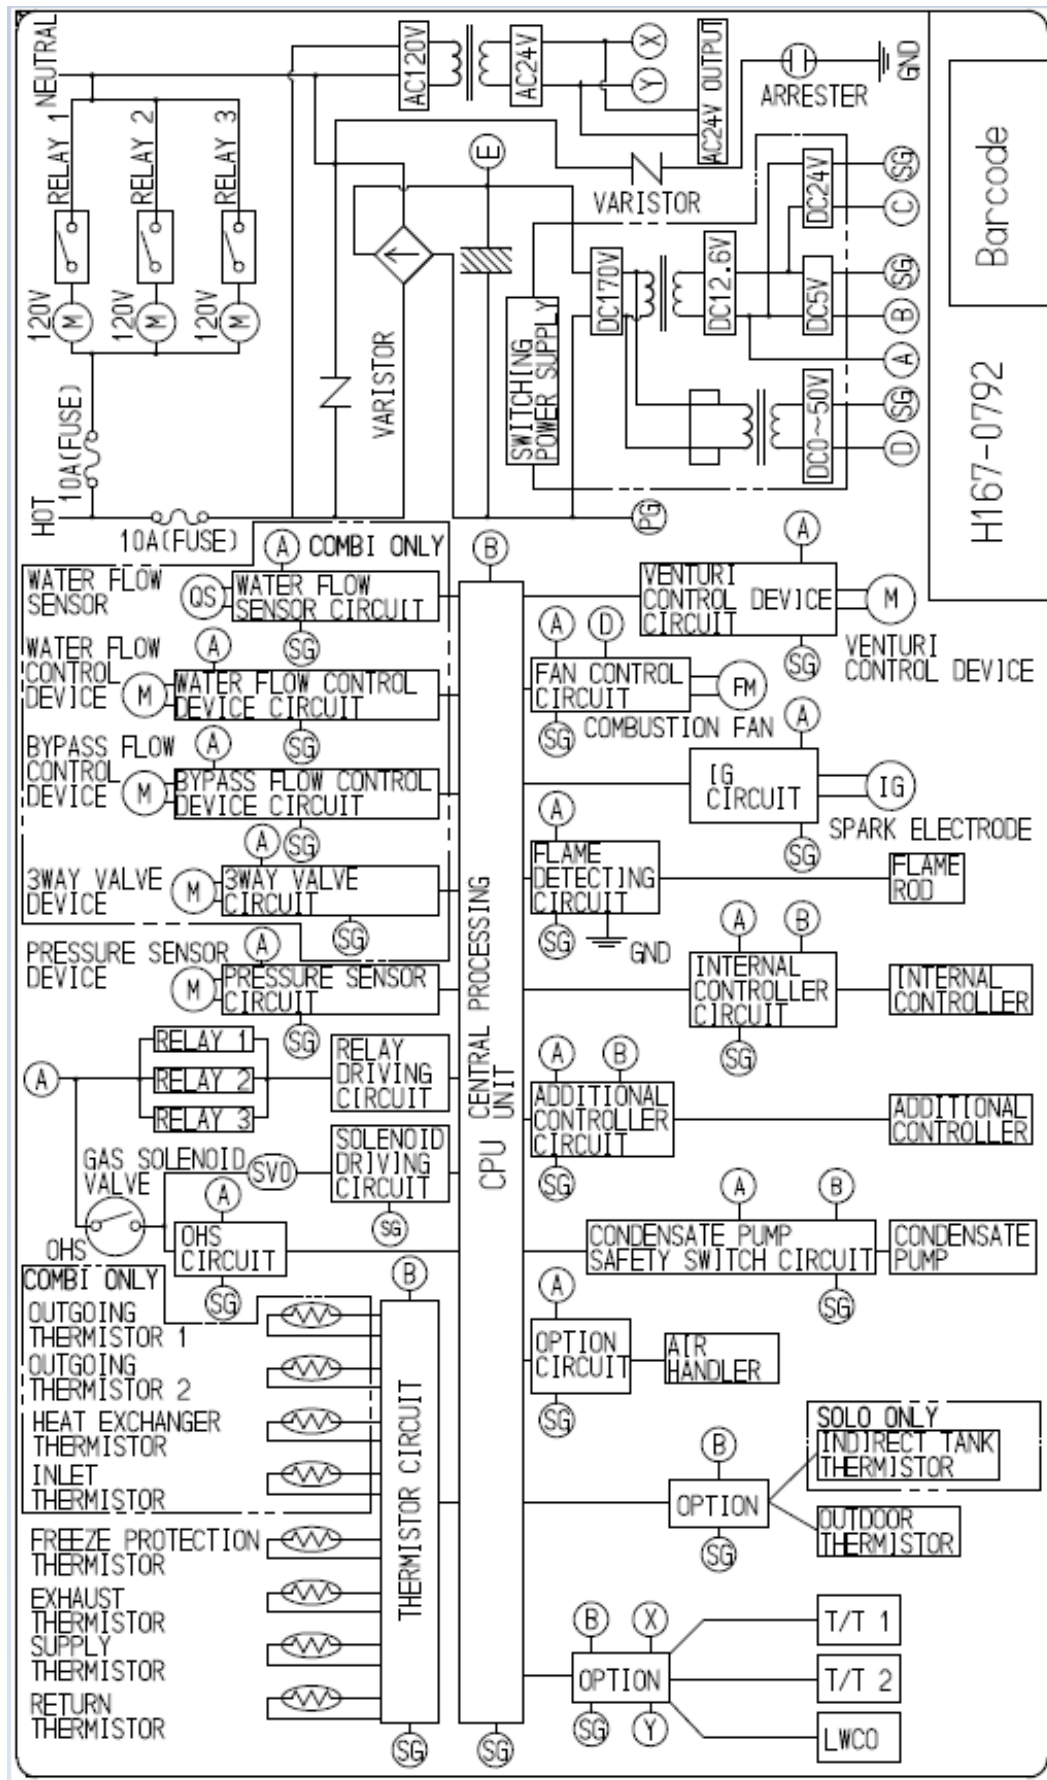 NEUTRAL
RELAY 1
RELAY 2
RELAY 3
120V
M
120V
M
120V
M
10A(FUSE)
HOT
10A(FUSE)
AC120V
AC24V
X
Y
AC24V OUTPUT
ARRESTER
GND
E
VARISTOR
VARISTOR
SWITCHING
POWER SUPPLY
DC170V
DC12.6V
DC24V
DC5V
DC0~50V
SG
C
SG
B
A
SG
D
PG
Barcode
H167-0792
A
COMBI ONLY
WATER FLOW
SENSOR
QS
WATER FLOW
SENSOR CIRCUIT
SG
WATER FLOW
CONTROL
DEVICE
A
M
WATER FLOW CONTROL
DEVICE CIRCUIT
SG
BYPASS FLOW
CONTROL
DEVICE
A
M
BYPASS FLOW CONTROL
DEVICE CIRCUIT
SG
3WAY VALVE
DEVICE
A
M
3WAY VALVE
CIRCUIT
SG
PRESSURE SENSOR
DEVICE
A
M
PRESSURE SENSOR
CIRCUIT
SG
A
RELAY 1
RELAY 2
RELAY 3
RELAY
DRIVING
CIRCUIT
GAS SOLENOID
VALVE
SV0
SOLENOID
DRIVING
CIRCUIT
SG
OHS
A
OHS
CIRCUIT
SG
COMBI ONLY
OUTGOING
THERMISTOR 1
OUTGOING
THERMISTOR 2
HEAT EXCHANGER
THERMISTOR
INLET
THERMISTOR
FREEZE PROTECTION
THERMISTOR
EXHAUST
THERMISTOR
SUPPLY
THERMISTOR
RETURN
THERMISTOR
B
THERMISTOR CIRCUIT
SG
B
CPU
CENTRAL PROCESSING
UNIT
SG
A
VENTURI
CONTROL DEVICE
CIRCUIT
M
SG
VENTURI
CONTROL DEVICE
A
D
FAN CONTROL
CIRCUIT
FM
SG
COMBUSTION FAN
A
IG
CIRCUIT
IG
SG
SPARK ELECTRODE
A
FLAME
DETECTING
CIRCUIT
SG
GND
FLAME
ROD
A
B
INTERNAL
CONTROLLER
CIRCUIT
SG
INTERNAL
CONTROLLER
A
B
ADDITIONAL
CONTROLLER
CIRCUIT
SG
ADDITIONAL
CONTROLLER
A
B
CONDENSATE PUMP
SAFETY SWITCH CIRCUIT
SG
CONDENSATE
PUMP
A
OPTION
CIRCUIT
SG
AIR
HANDLER
B
OPTION
SG
SOLO ONLY
INDIRECT TANK
THERMISTOR
OUTDOOR
THERMISTOR
B
X
OPTION
SG
Y
T/T 1
T/T 2
LWCO